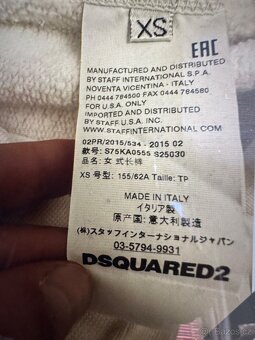 XS
EAC
MANUFACTURED AND DISTRIBUTED
BY STAFF INTERNATIONAL S.P.A.
NOVENTA VICENTINA - ITALY
PH 0444 784500 FAX 0444 784580
FOR U.S.A. ONLY
BY STAFF U.S.A. INC.
FOR U.S.A. ONLY
WWW.STAFFINTERNATIONAL.COM
02PR/2015/534 - 2015 02
款号: S75KA0555 S25030
品名: 女式长裤
XS 号型: 155/62A Taille: TP
MADE IN ITALY
イタリア製
原产国: 意大利製造
(株)スタッフインターナショナルジャパン
03-5794-9931
DSQUARED2